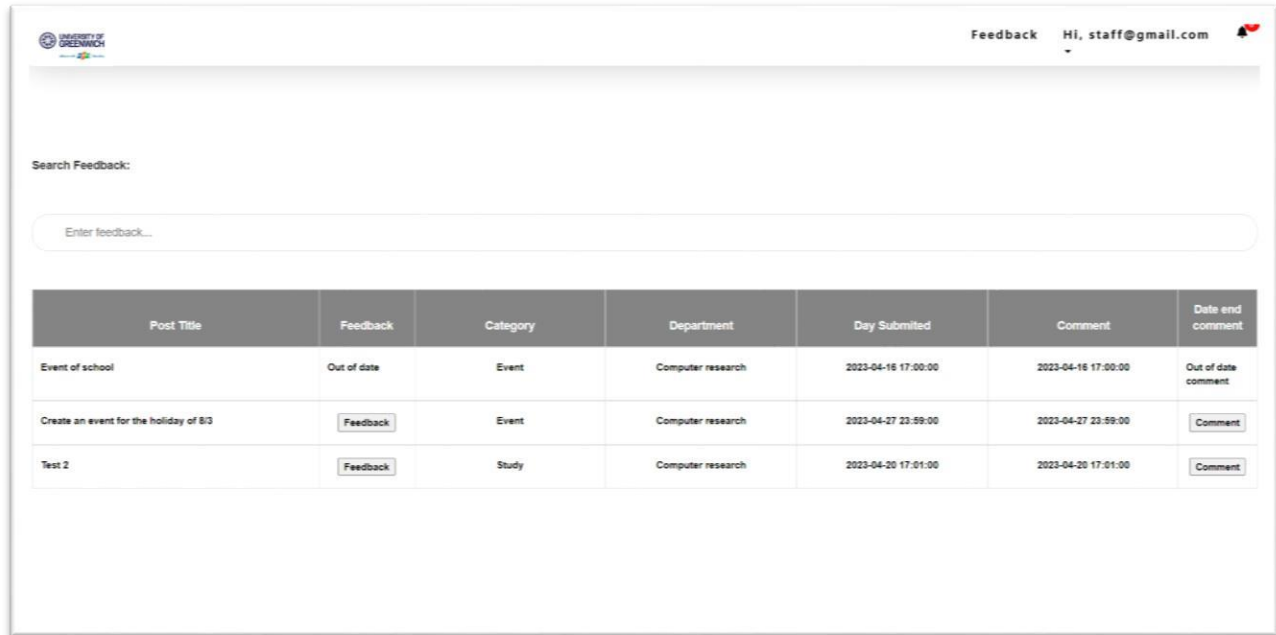 UNIVERSITY OF
GREENWICH
Feedback Hi, staff@gmail.com
Search Feedback:
Enter feedback...
Post Title Feedback Category Department Day Submited Comment Date end
comment
Event of school Out of date Event Computer research 2023-04-16 17:00:00 2023-04-16 17:00:00 Out of date
comment
Create an event for the holiday of 8/3 Feedback Event Computer research 2023-04-27 23:59:00 2023-04-27 23:59:00 Comment
Test 2 Feedback Study Computer research 2023-04-20 17:01:00 2023-04-20 17:01:00 Comment